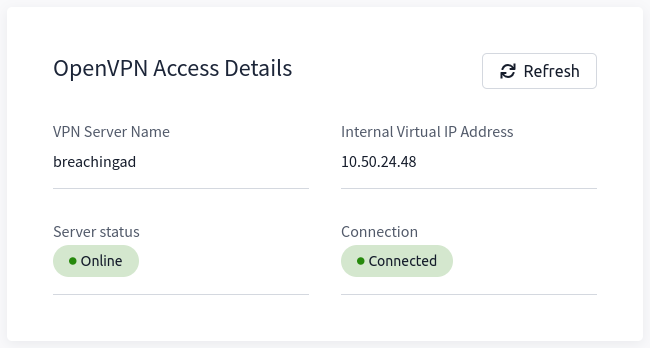 OpenVPN Access Details
Refresh
VPN Server Name
breachingad
Internal Virtual IP Address
10.50.24.48
Server status
Online
Connection
Connected